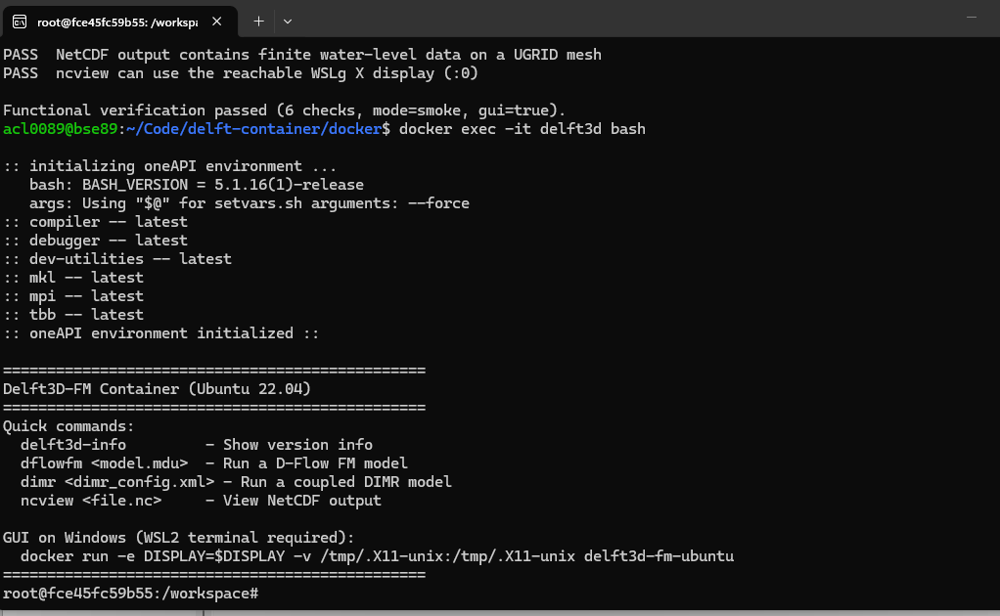 root@fce45fc59b55: /workspa
PASS  NetCDF output contains finite water-level data on a UGRID mesh
PASS  ncview can use the reachable WSLg X display (:0)
Functional verification passed (6 checks, mode=smoke, gui=true).
acl0089@bse89:~/Code/delft-container/docker$ docker exec -it delft3d bash
:: initializing oneAPI environment ...
   bash: BASH_VERSION = 5.1.16(1)-release
   args: Using "$@" for setvars.sh arguments: --force
:: compiler -- latest
:: debugger -- latest
:: dev-utilities -- latest
:: mkl -- latest
:: mpi -- latest
:: tbb -- latest
:: oneAPI environment initialized ::
================================================
Delft3D-FM Container (Ubuntu 22.04)
================================================
Quick commands:
  delft3d-info         - Show version info
  dflowfm <model.mdu>  - Run a D-Flow FM model
  dimr <dimr_config.xml> - Run a coupled DIMR model
  ncview <file.nc>     - View NetCDF output
GUI on Windows (WSL2 terminal required):
  docker run -e DISPLAY=$DISPLAY -v /tmp/.X11-unix:/tmp/.X11-unix delft3d-fm-ubuntu
================================================
root@fce45fc59b55:/workspace#